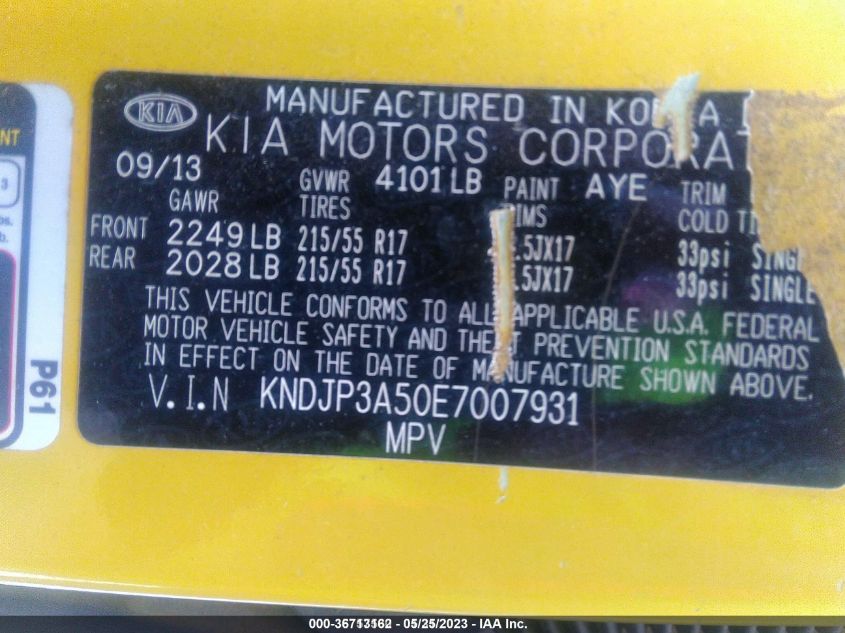 MANUFACTURED IN
KIA
KIA MOTORS
09/13 GVWR 4101 LB PAINT AYE TRIM
GAWR TIRES COLD
FRONT 2249 LB 215/55 R17 .5JX17 33psi
REAR 2028 LB 215/55 R17 .5JX17 33psi SINGLE
THIS VEHICLE CONFORMS TO ALL APPLICABLE U.S.A. FEDERAL
MOTOR VEHICLE SAFETY AND PREVENTION STANDARDS
IN EFFECT ON THE DATE OF MANUFACTURE SHOWN ABOVE.
V.I.N KNDJP3A50E7007931
MPV
P61
05/25/2023 - IAA Inc.